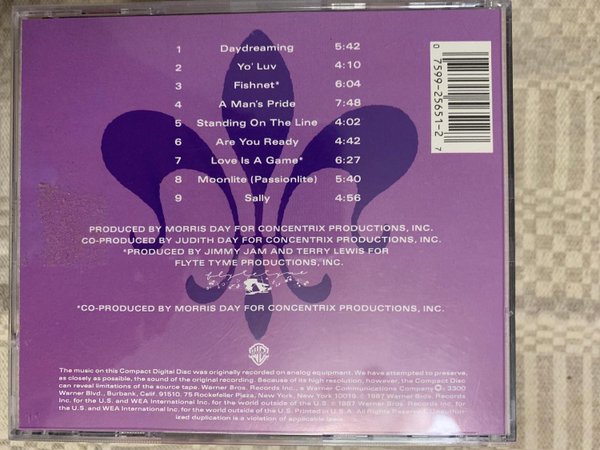 1 Daydreaming 5:42
2 Yo' Luv 4:10
3 Fishnet* 6:04
4 A Man's Pride 7:48
5 Standing On The Line 4:02
6 Are You Ready 4:42
7 Love Is A Game* 6:27
8 Moonlite (Passionlite) 5:40
9 Sally 4:56
0 7599-25651-2 7
PRODUCED BY MORRIS DAY FOR CONCENTRIX PRODUCTIONS, INC.
CO-PRODUCED BY JUDITH DAY FOR CONCENTRIX PRODUCTIONS, INC.
*PRODUCED BY JIMMY JAM AND TERRY LEWIS FOR
FLYTE TYME PRODUCTIONS, INC.
flyte tyme
*CO-PRODUCED BY MORRIS DAY FOR CONCENTRIX PRODUCTIONS, INC.
WB
The music on this Compact Digital Disc was originally recorded on analog equipment. We have attempted to preserve,
as closely as possible, the sound of the original recording. Because of its high resolution, however, the Compact Disc
can reveal limitations of the source tape. Warner Bros. Records Inc., a Warner Communications Company 3300
Warner Blvd., Burbank, Calif. 91510. 75 Rockefeller Plaza, New York, New York 10019. ℗ 1987 Warner Bros. Records
Inc. for the U.S. and WEA International Inc. for the world outside of the U.S. © 1987 Warner Bros. Records Inc. for
the U.S. and WEA International Inc. for the world outside of the U.S. Printed in U.S.A. All Rights Reserved. Unauthor-
ized duplication is a violation of applicable laws.